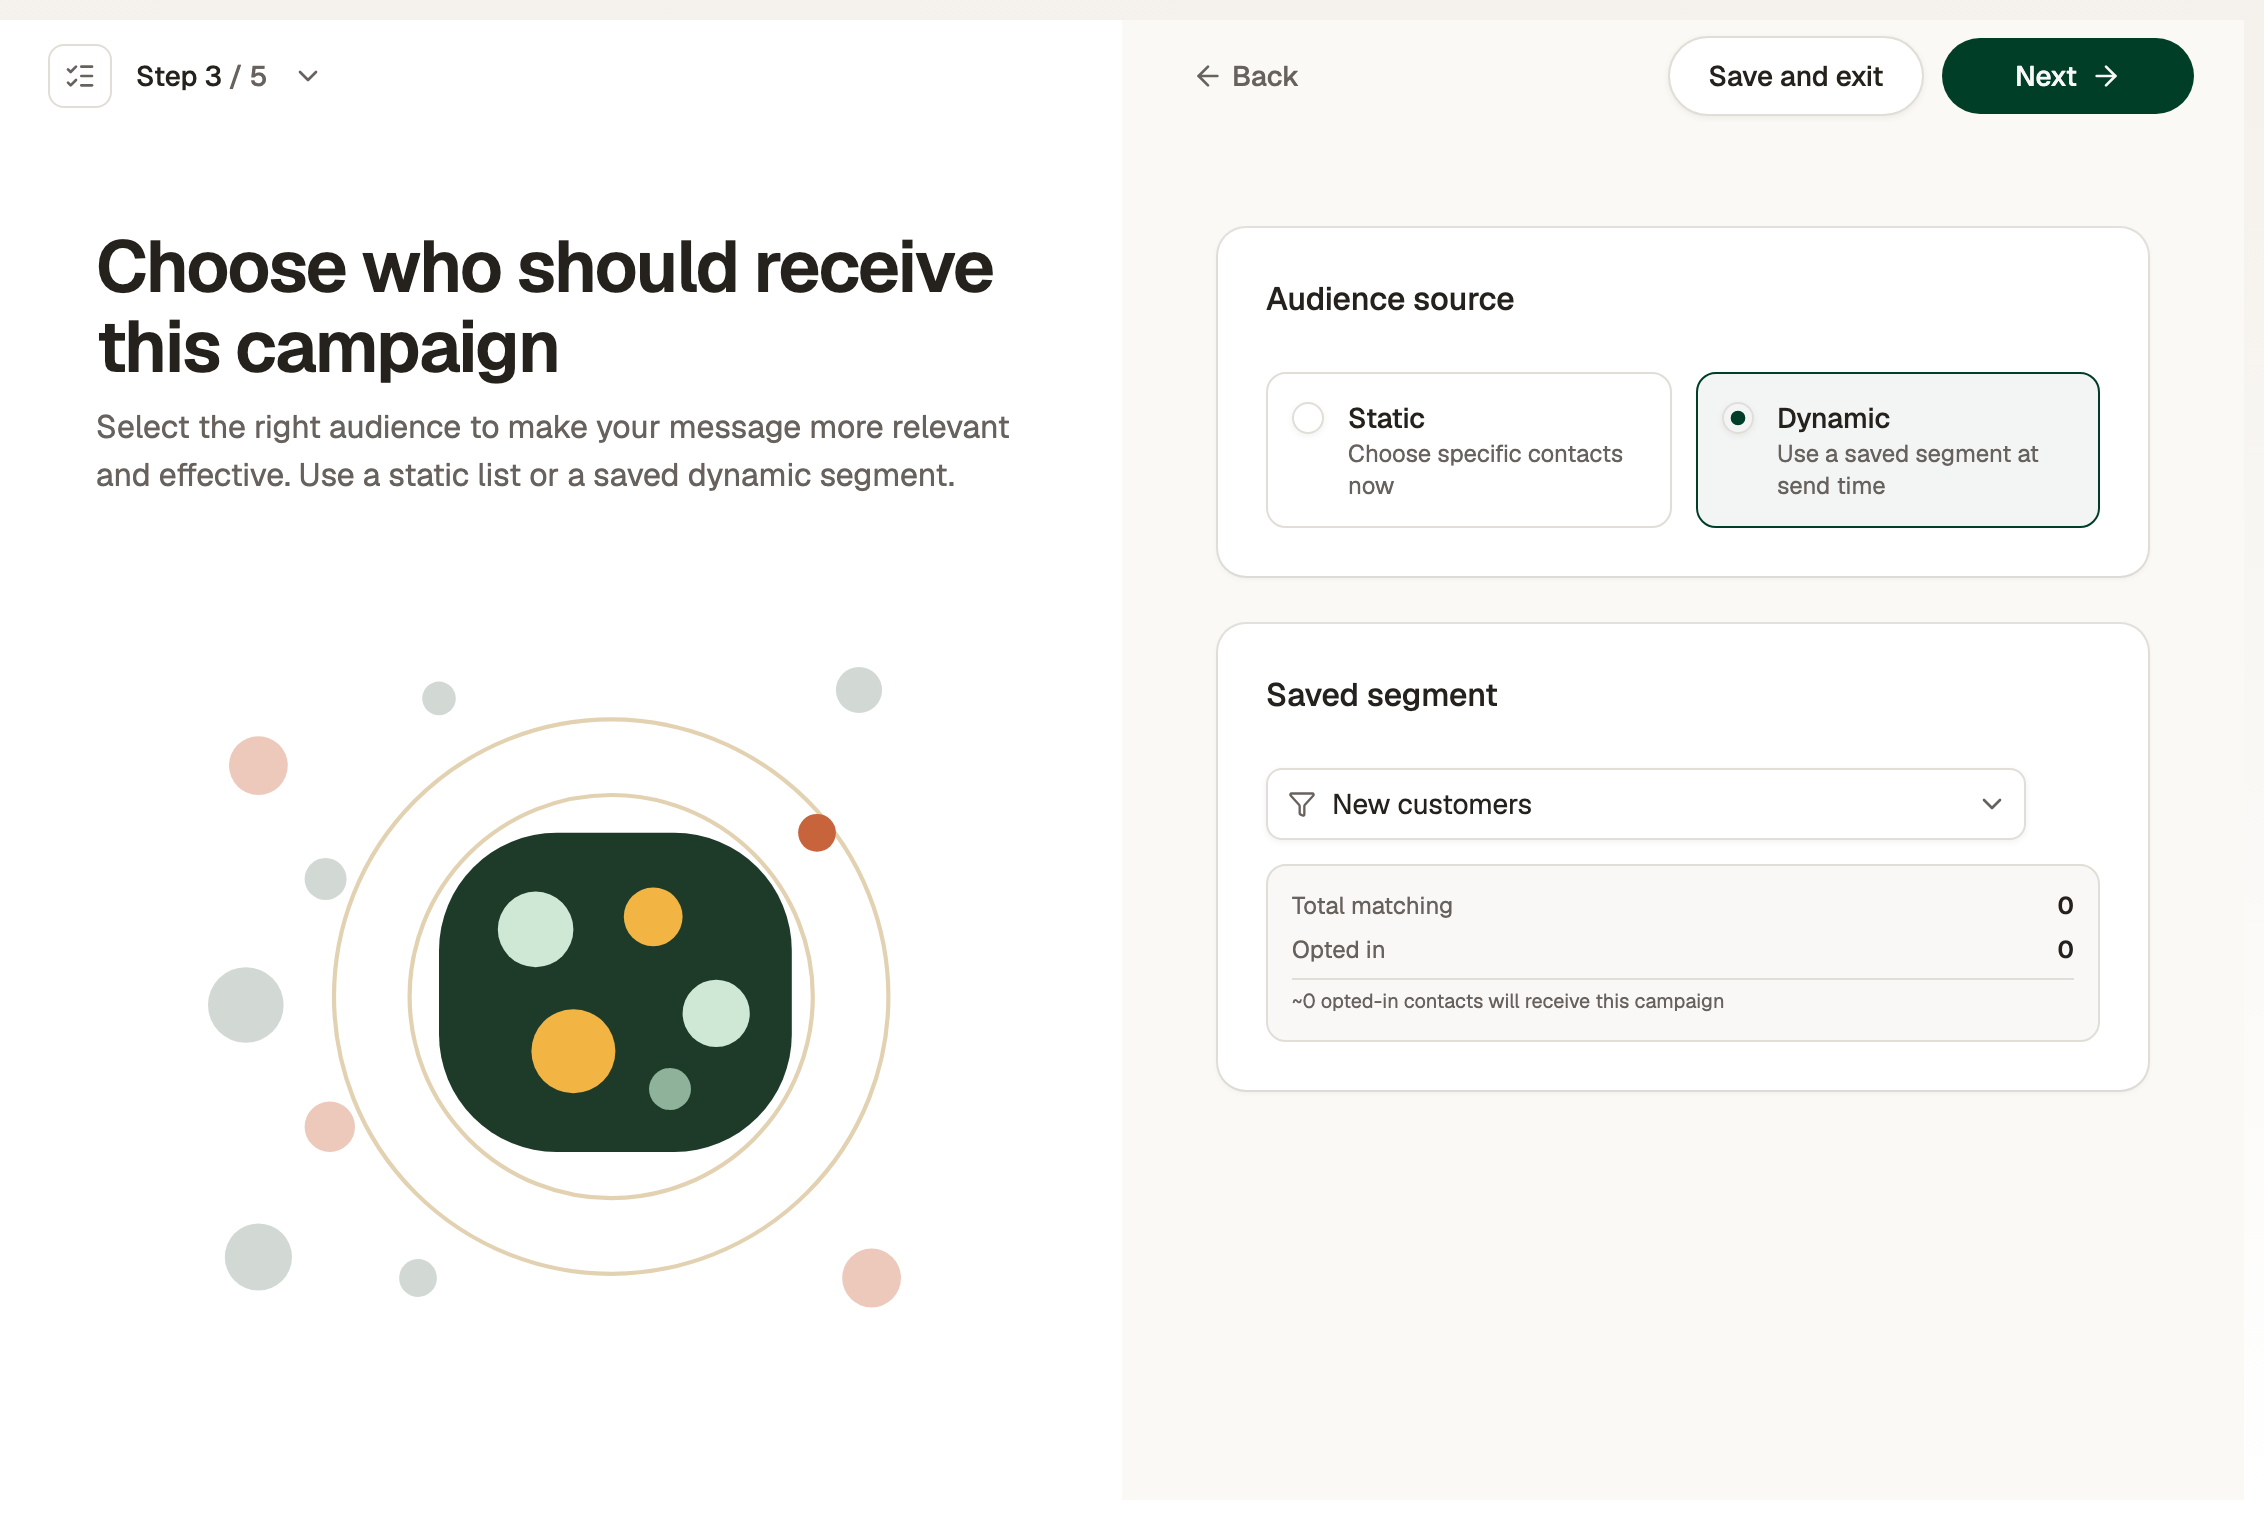 Step 3 / 5
Back
Save and exit
Next
Choose who should receive
this campaign
Select the right audience to make your message more relevant
and effective. Use a static list or a saved dynamic segment.
Audience source
Static
Choose specific contacts
now
Dynamic
Use a saved segment at
send time
Saved segment
New customers
Total matching 0
Opted in 0
~0 opted-in contacts will receive this campaign